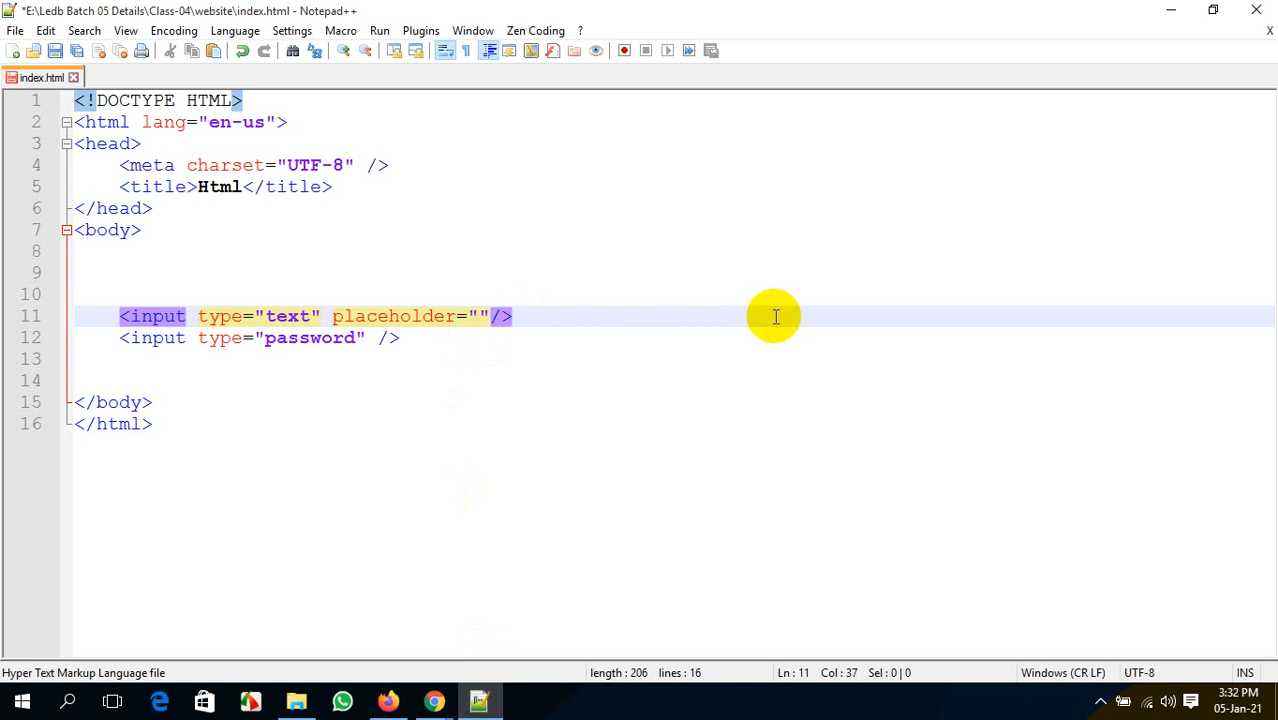 *E:\Ledb Batch 05 Details\Class-04\website\index.html - Notepad++
File Edit Search View Encoding Language Settings Macro Run Plugins Window Zen Coding ? X
index.html
1 <!DOCTYPE HTML>
2 <html lang="en-us">
3 <head>
4 <meta charset="UTF-8" />
5 <title>Html</title>
6 </head>
7 <body>
8
9
10
11 <input type="text" placeholder=""/>
12 <input type="password" />
13
14
15 </body>
16 </html>
Hyper Text Markup Language file length : 206 lines : 16 Ln : 11 Col : 37 Sel : 0 | 0 Windows (CR LF) UTF-8 INS
3:32 PM
05-Jan-21